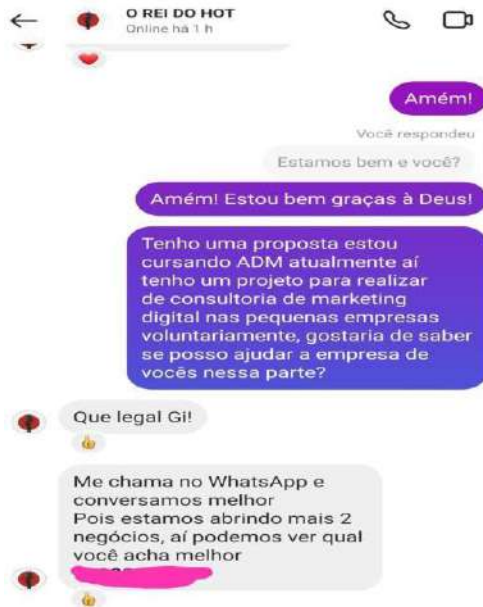 O REI DO HOT
Online há 1 h
Amém!
Você respondeu
Estamos bem e você?
Amém! Estou bem graças à Deus!
Tenho uma proposta estou
cursando ADM atualmente aí
tenho um projeto para realizar
de consultoria de marketing
digital nas pequenas empresas
voluntariamente, gostaria de saber
se posso ajudar a empresa de
vocês nessa parte?
Que legal Gi!
Me chama no WhatsApp e
conversamos melhor
Pois estamos abrindo mais 2
negócios, aí podemos ver qual
você acha melhor